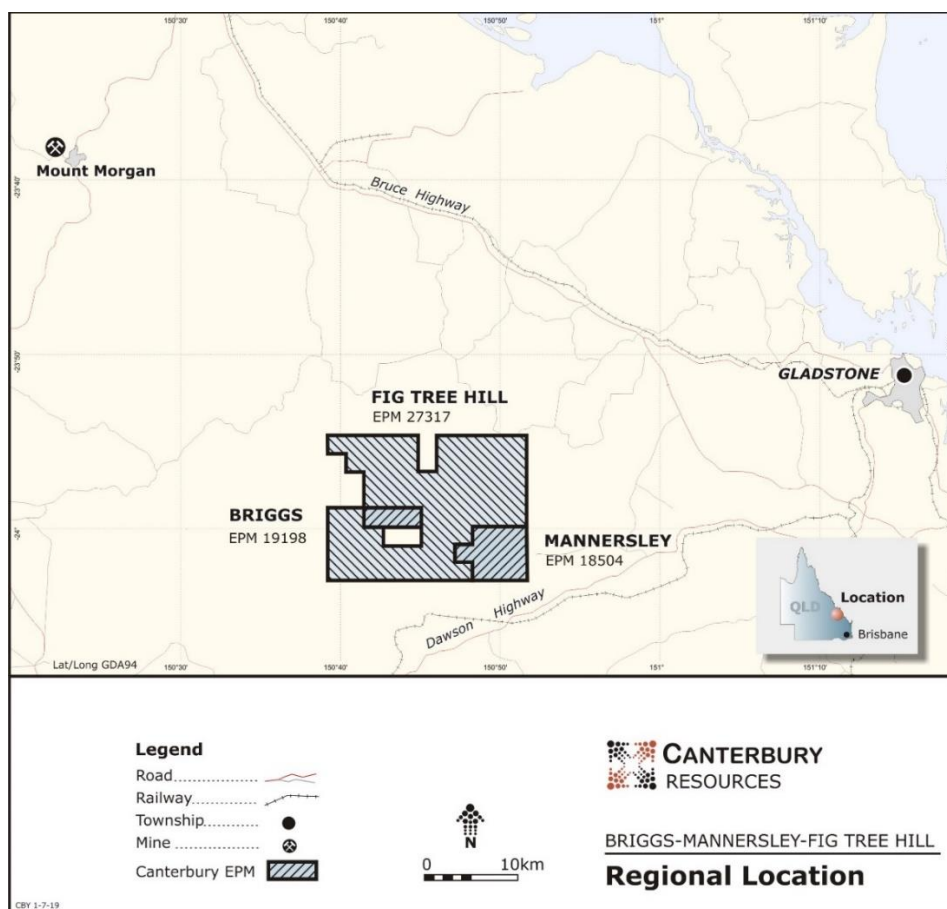 150°30'
150°40'
150°50'
151°
151°10'
Mount Morgan
-23°40'
Bruce Highway
-23°50'
GLADSTONE
FIG TREE HILL
EPM 27317
BRIGGS
EPM 19198
-24°
MANNERSLEY
EPM 18504
Dawson Highway
QLD
Location
Brisbane
Lat/Long GDA94
150°30'
150°40'
150°50'
151°
151°10'
Legend
Road
Railway
Township
Mine
Canterbury EPM
N
0 10km
CANTERBURY
RESOURCES
BRIGGS-MANNERSLEY-FIG TREE HILL
Regional Location
CBY 1-7-19